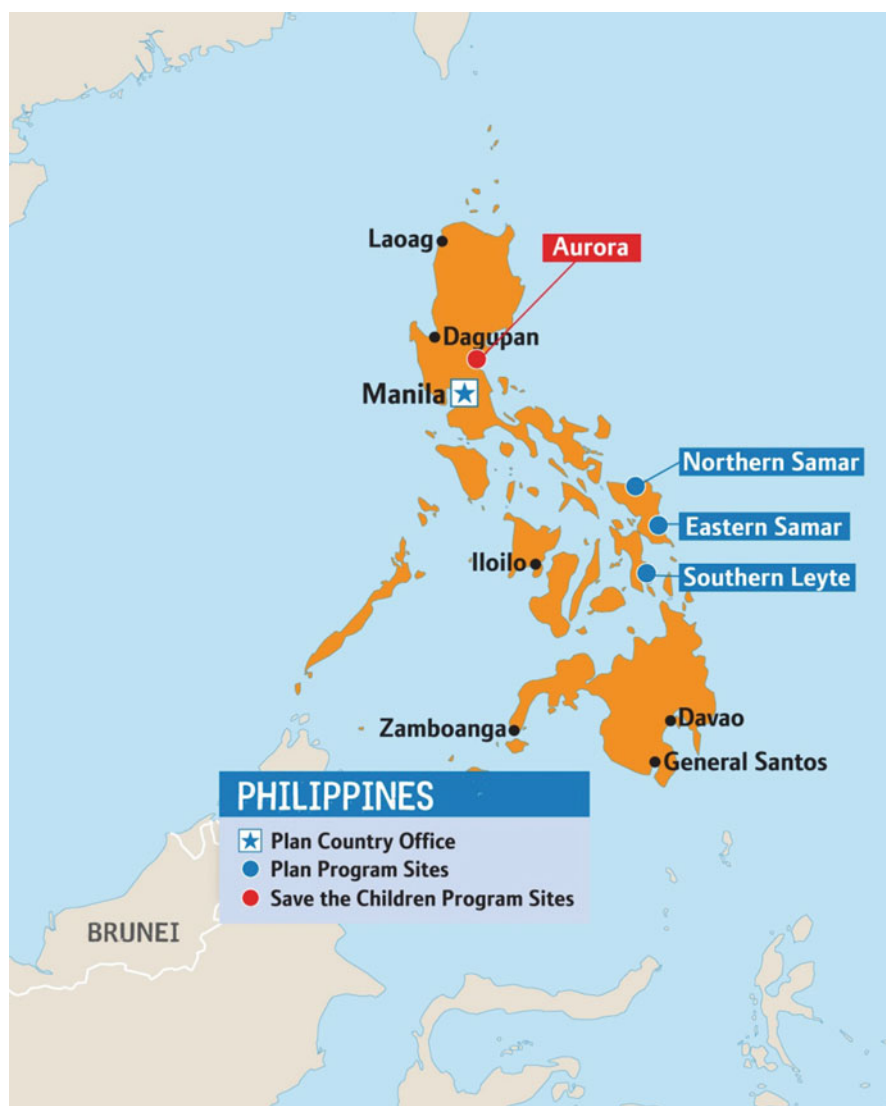 Laoag
Aurora
Dagupan
Manila
Northern Samar
Eastern Samar
Iloilo
Southern Leyte
Zamboanga
Davao
General Santos
PHILIPPINES
Plan Country Office
Plan Program Sites
Save the Children Program Sites
BRUNEI